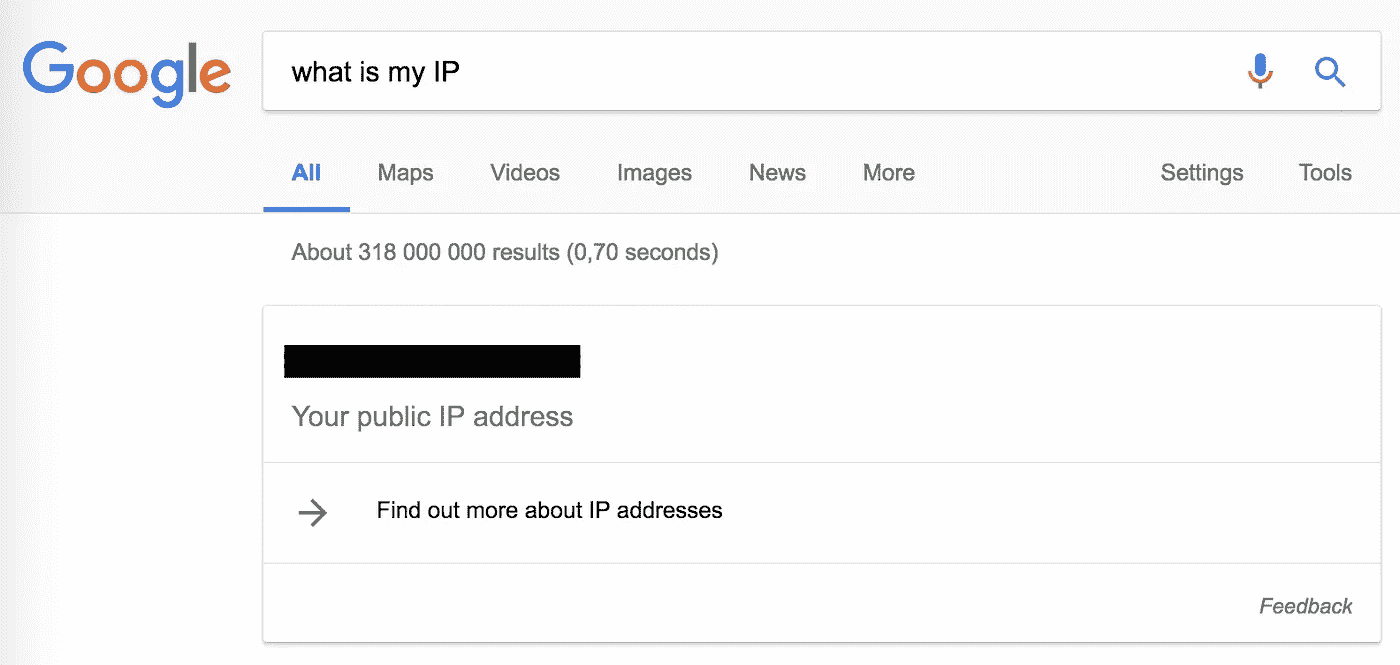 Google
what is my IP
All Maps Videos Images News More Settings Tools
About 318 000 000 results (0,70 seconds)
Your public IP address
Find out more about IP addresses
Feedback